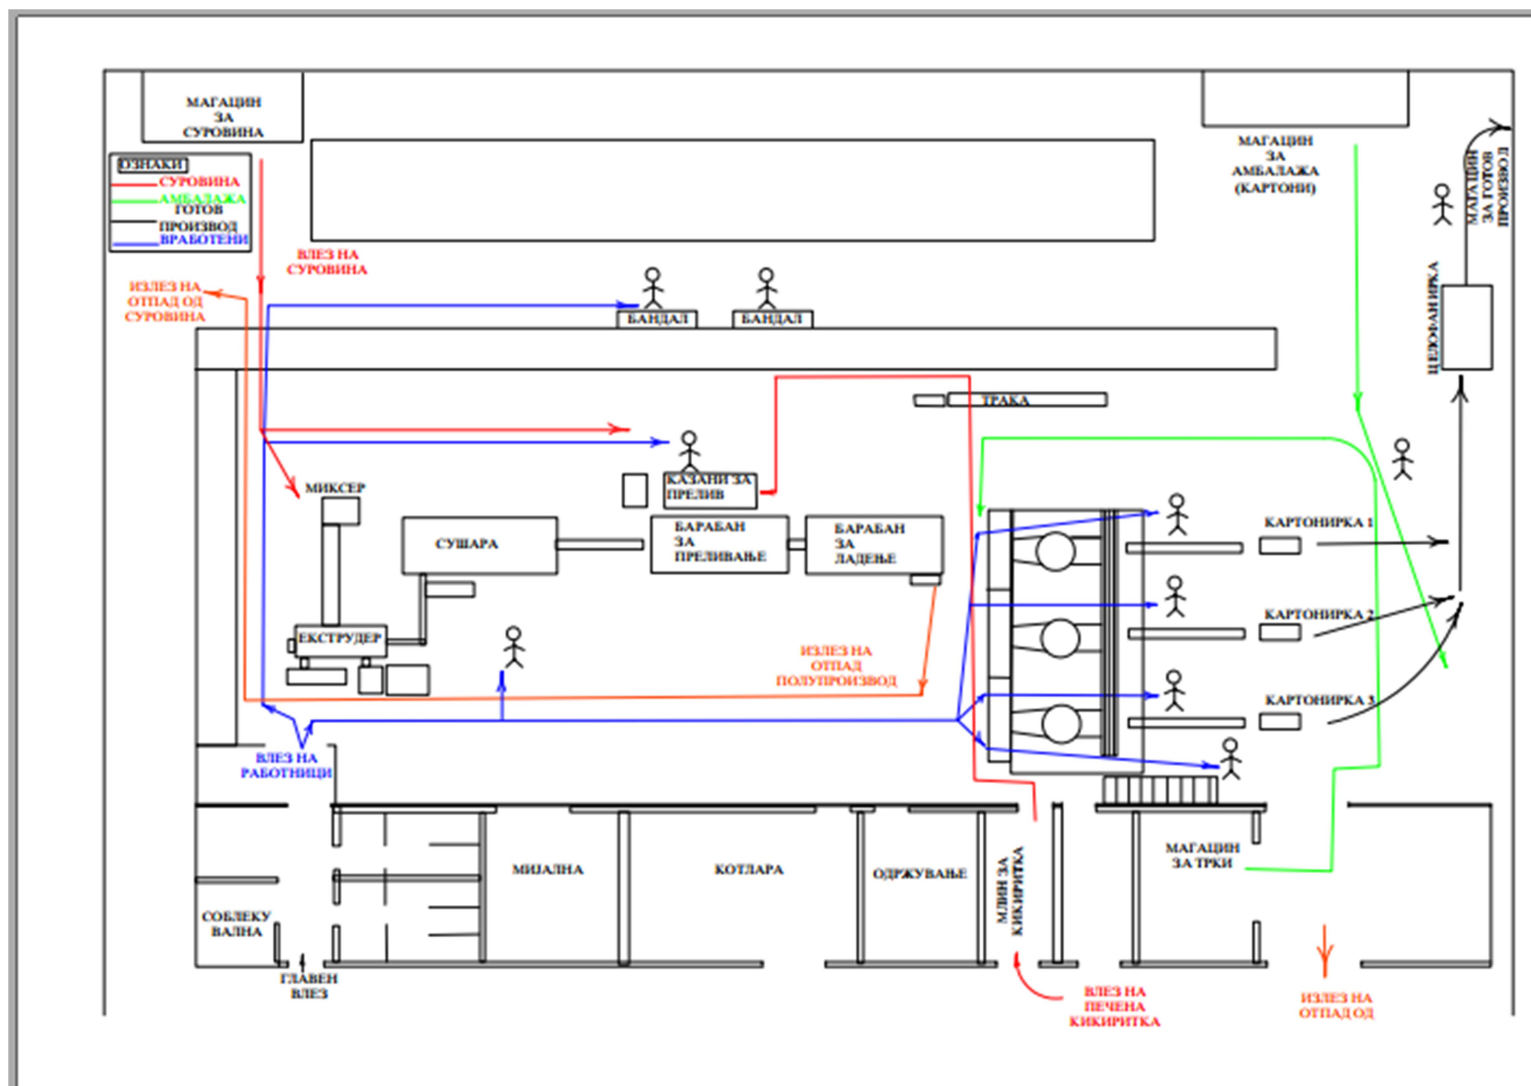 МАГАЦИН
ЗА
СУРОВИНА
ОЗНАКИ
СУРОВИНА
АМБАЛАЖА
ГОТОВ
ПРОИЗВОД
ВРАБОТЕНИ
ВЛЕЗ НА
СУРОВИНА
ИЗЛЕЗ НА
ОТПАД ОД
СУРОВИНА
МАГАЦИН
ЗА
АМБАЛАЖА
(КАРТОНИ)
МАГАЦИН
ЗА ГОТОВ
ПРОИЗВОД
ЦЕЛОФАНИРКА
БАНДАЛ
БАНДАЛ
ТРАКА
МИКСЕР
КАЗАНИ ЗА
ПРЕЛИВ
СУШАРА
БАРАБАН
ЗА
ПРЕЛИВАЊЕ
БАРАБАН
ЗА
ЛАДЕЊЕ
КАРТОНИРКА 1
КАРТОНИРКА 2
КАРТОНИРКА 3
ЕКСТРУДЕР
ИЗЛЕЗ НА
ОТПАД
ПОЛУПРОИЗВОД
ВЛЕЗ НА
РАБОТНИЦИ
СОБЛЕКУ
ВАЛНА
МИЈАЛНА
КОТЛАРА
ОДРЖУВАЊЕ
МЛИН ЗА
КИКИРИТКА
МАГАЦИН
ЗА ТРКИ
ГЛАВЕН
ВЛЕЗ
ВЛЕЗ НА
ПЕЧЕНА
КИКИРИТКА
ИЗЛЕЗ НА
ОТПАД ОД